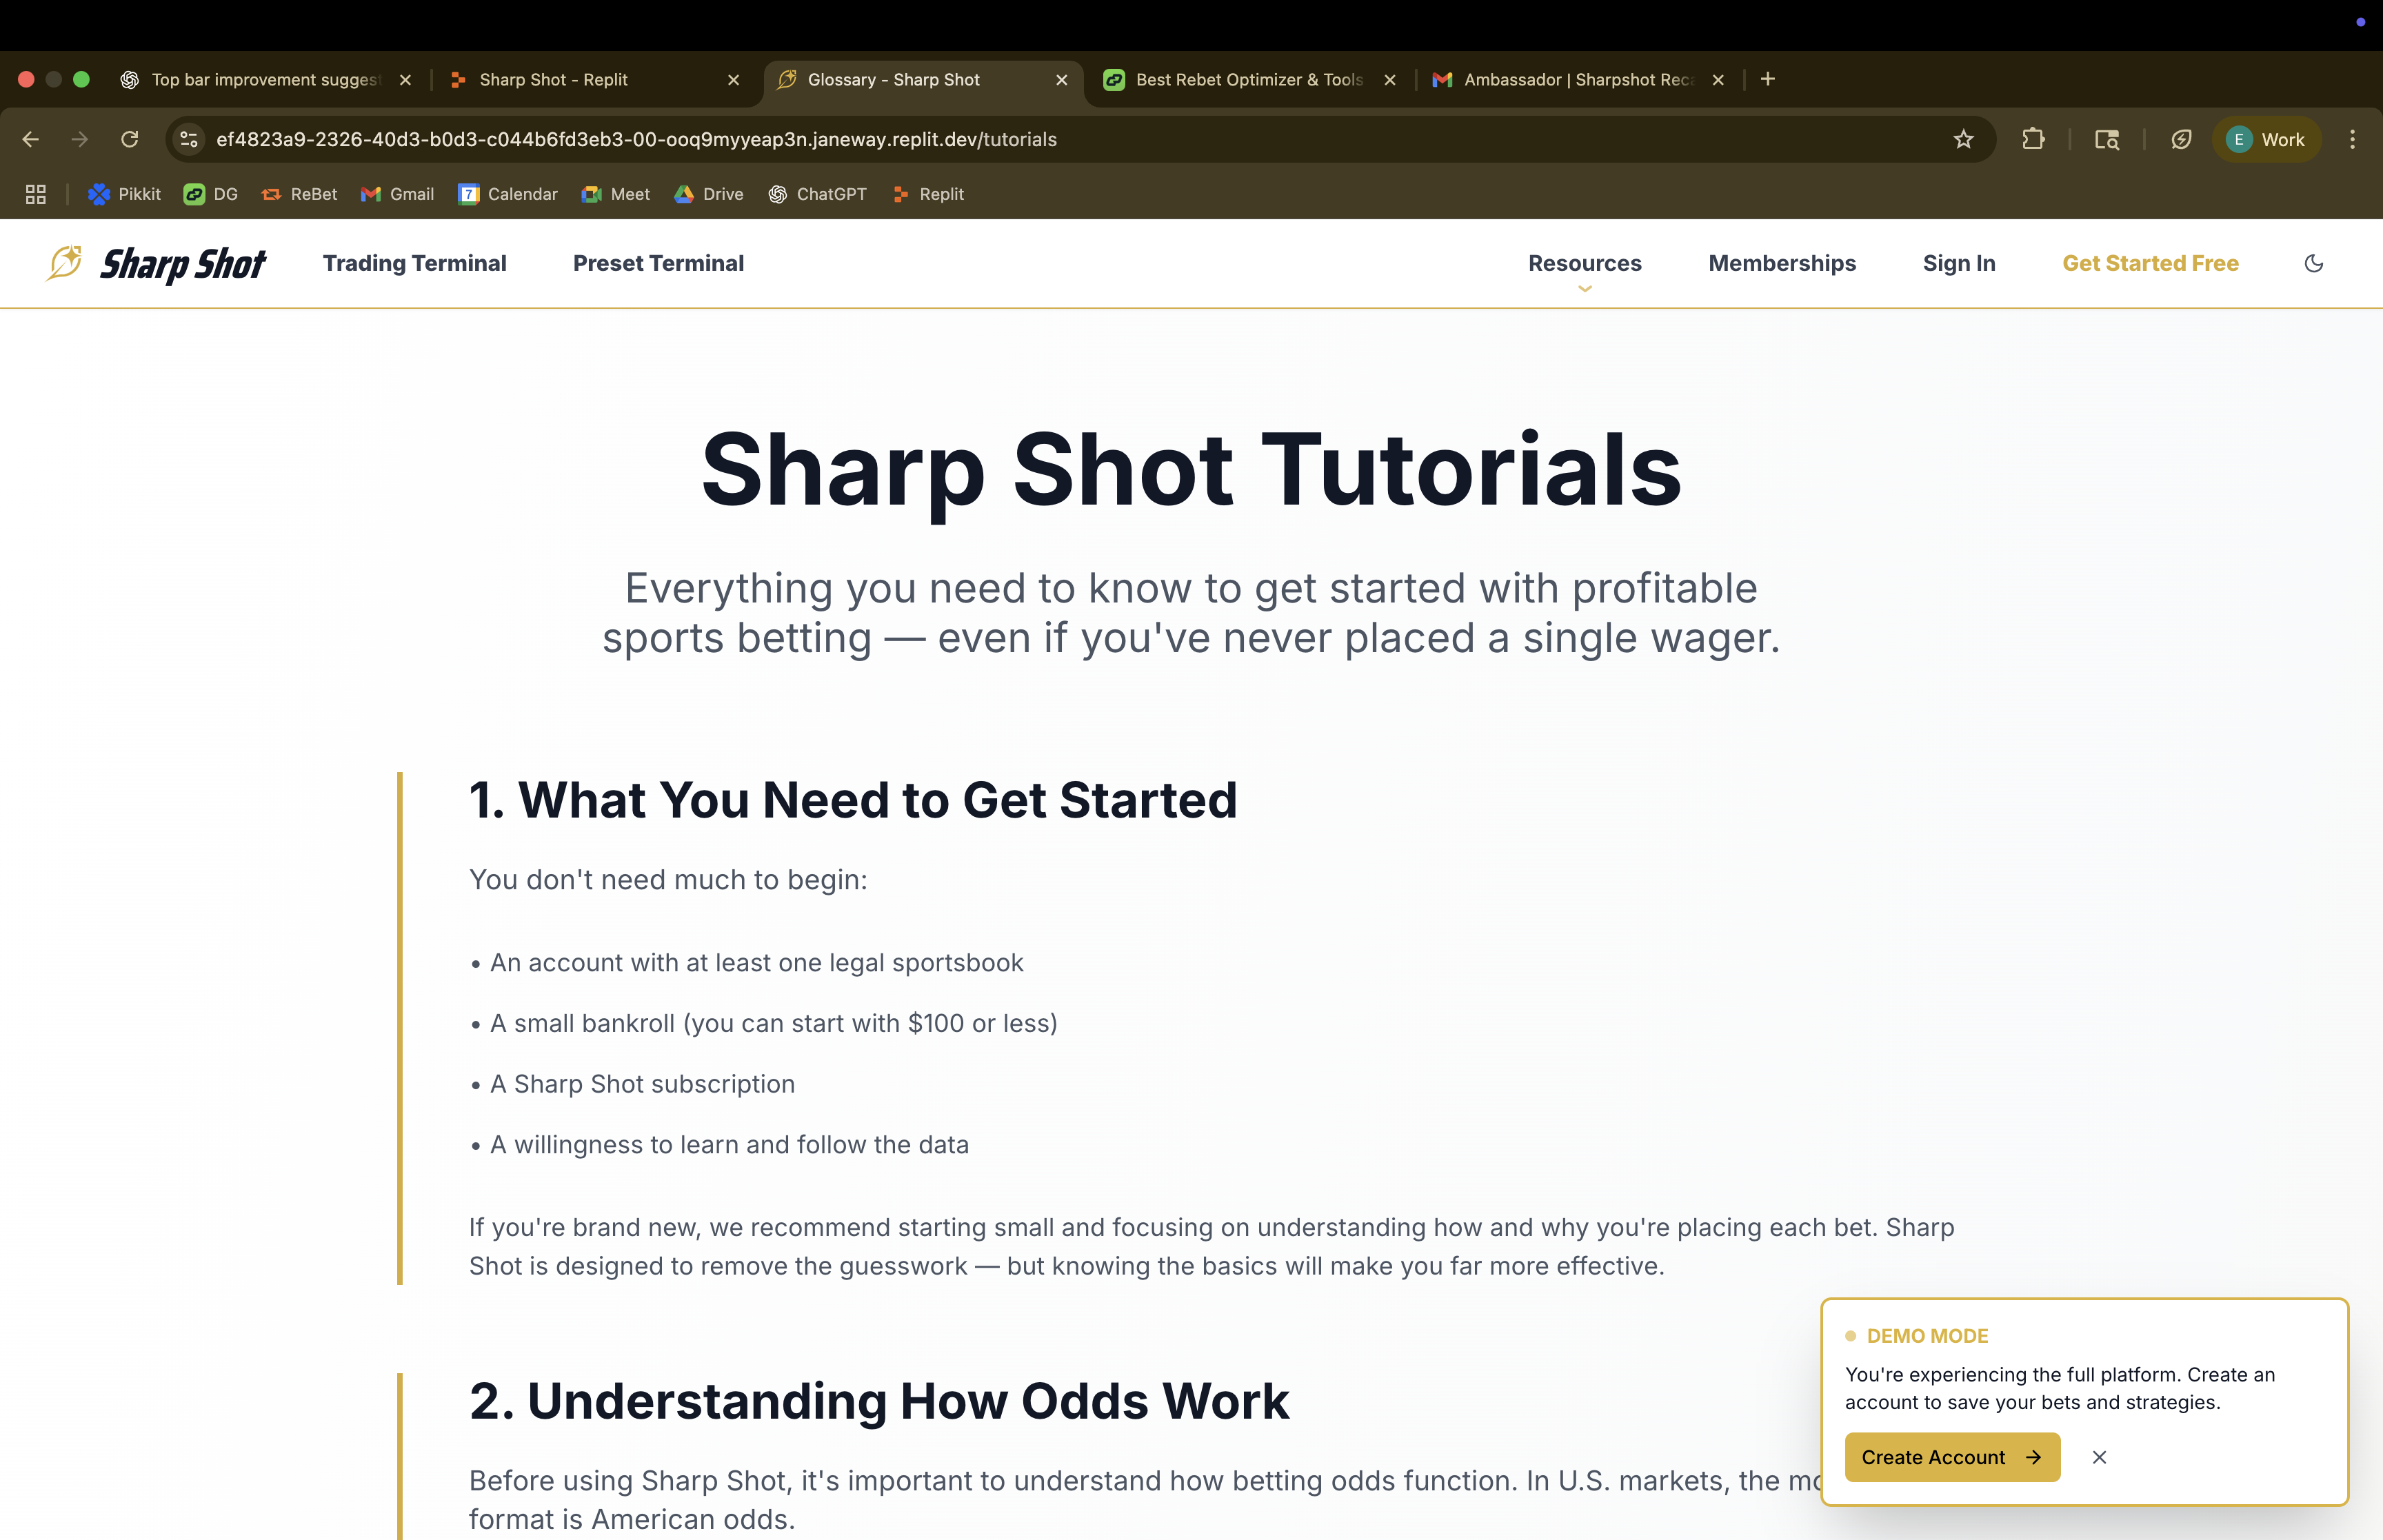 Top bar improvement suggest
Sharp Shot - Replit
Glossary - Sharp Shot
Best Rebet Optimizer & Tools
Ambassador | Sharpshot Reca
ef4823a9-2326-40d3-b0d3-c044b6fd3eb3-00-ooq9myyeap3n.janeway.replit.dev/tutorials
E Work
Pikkit
DG
ReBet
Gmail
7 Calendar
Meet
Drive
ChatGPT
Replit
Sharp Shot
Trading Terminal
Preset Terminal
Resources
Memberships
Sign In
Get Started Free
Sharp Shot Tutorials
Everything you need to know to get started with profitable
sports betting — even if you've never placed a single wager.
1. What You Need to Get Started
You don't need much to begin:
• An account with at least one legal sportsbook
• A small bankroll (you can start with $100 or less)
• A Sharp Shot subscription
• A willingness to learn and follow the data
If you're brand new, we recommend starting small and focusing on understanding how and why you're placing each bet. Sharp
Shot is designed to remove the guesswork — but knowing the basics will make you far more effective.
2. Understanding How Odds Work
Before using Sharp Shot, it's important to understand how betting odds function. In U.S. markets, the mo
format is American odds.
DEMO MODE
You're experiencing the full platform. Create an
account to save your bets and strategies.
Create Account →